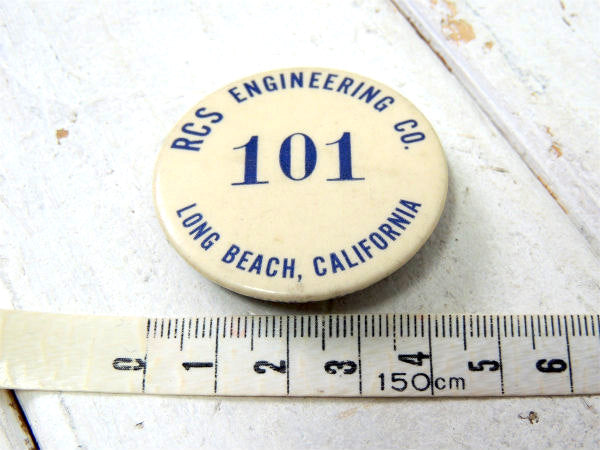 RCS ENGINEERING CO.
101
LONG BEACH, CALIFORNIA
0 1 2 3 4 5 6
150cm